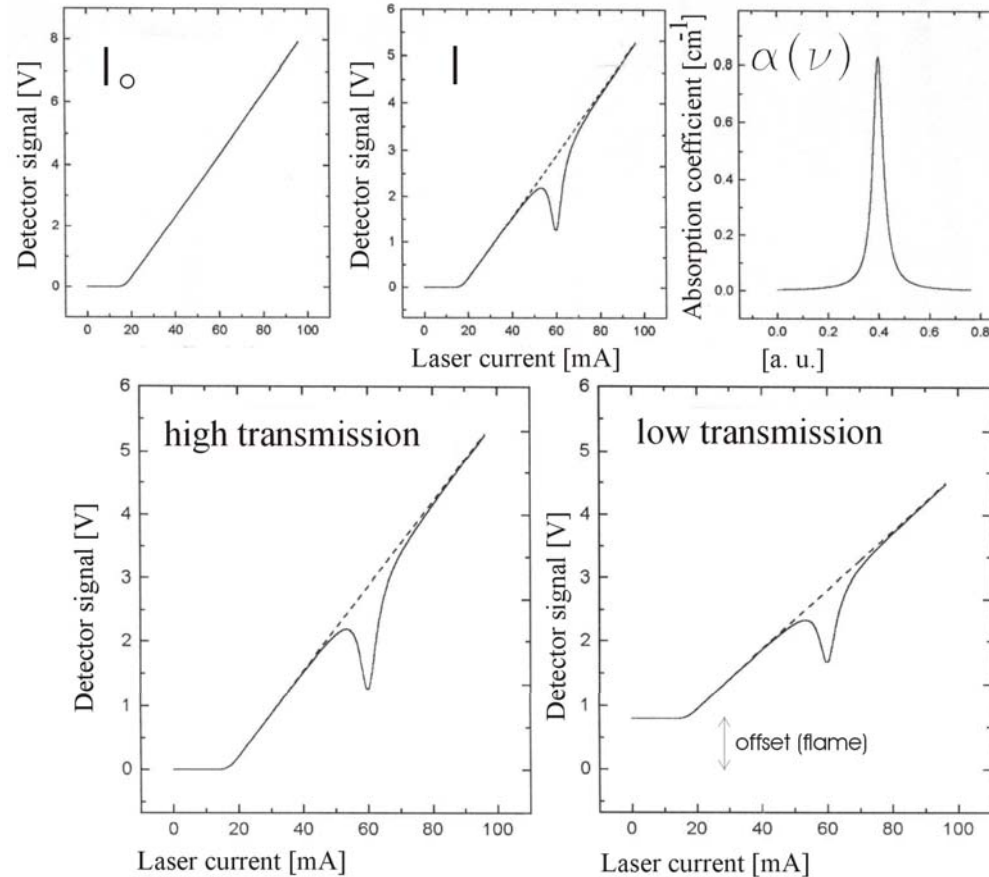 Detector signal [V]
8
6
4
2
0
I o
0 20 40 60 80 100
Detector signal [V]
6
5
4
3
2
1
0
I
0 20 40 60 80 100
Laser current [mA]
Absorption coefficient [cm⁻¹]
α(ν)
0.8
0.6
0.4
0.2
0.0
0.0 0.2 0.4 0.6 0.8
[a. u.]
Detector signal [V]
6
5
4
3
2
1
0
high transmission
0 20 40 60 80 100
Laser current [mA]
Detector signal [V]
6
5
4
3
2
1
0
low transmission
offset (flame)
0 20 40 60 80 100
Laser current [mA]